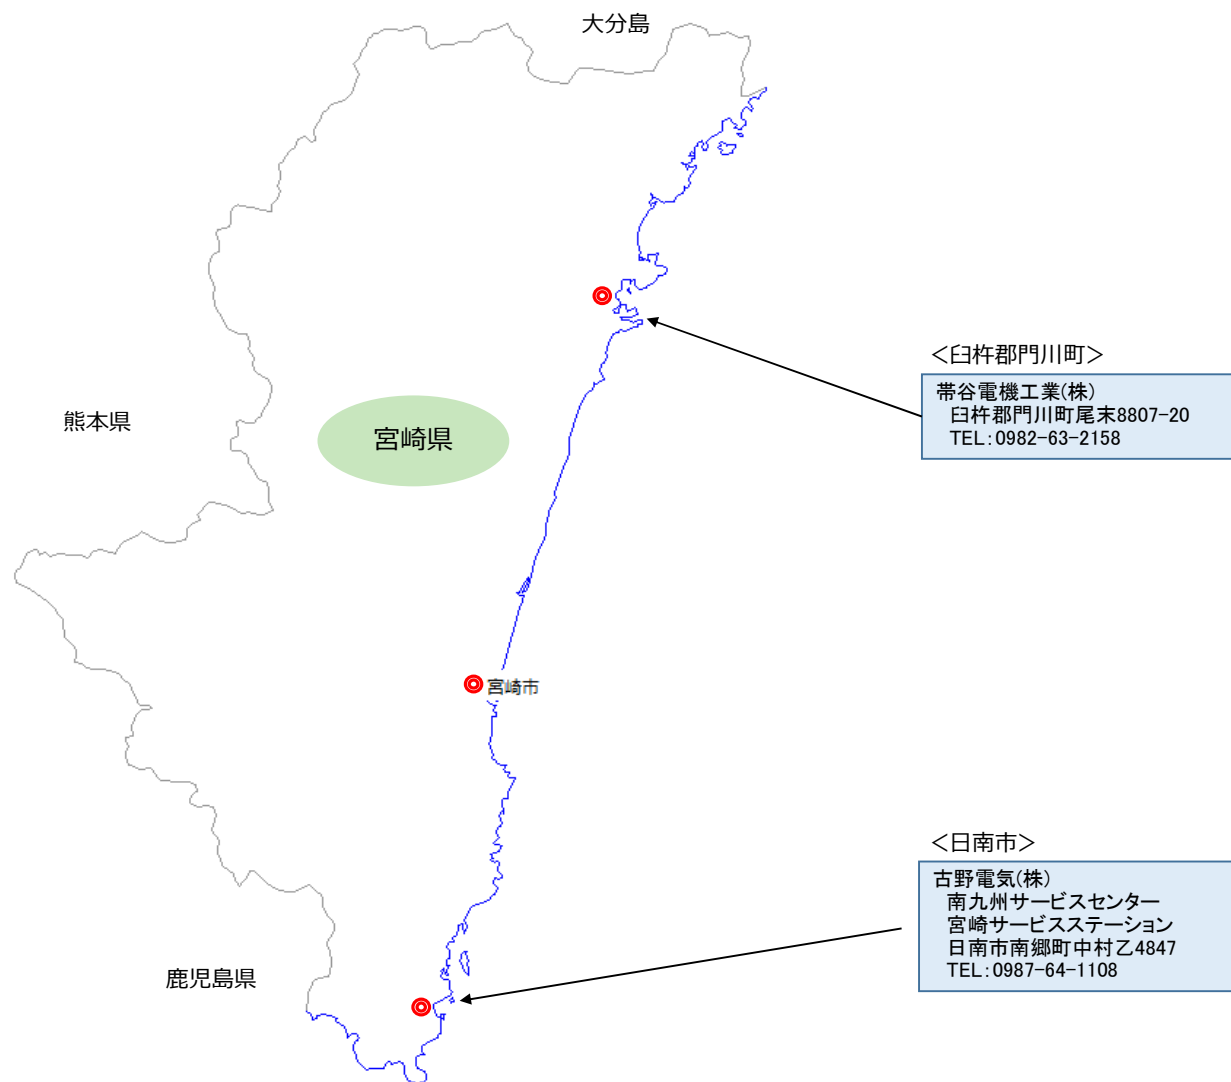 大分島
＜臼杵郡門川町＞
帯谷電機工業(株)
臼杵郡門川町尾末8807-20
TEL：0982-63-2158
熊本県
宮崎県
宮崎市
＜日南市＞
古野電気(株)
南九州サービスセンター
宮崎サービスステーション
日南市南郷町中村乙4847
TEL：0987-64-1108
鹿児島県